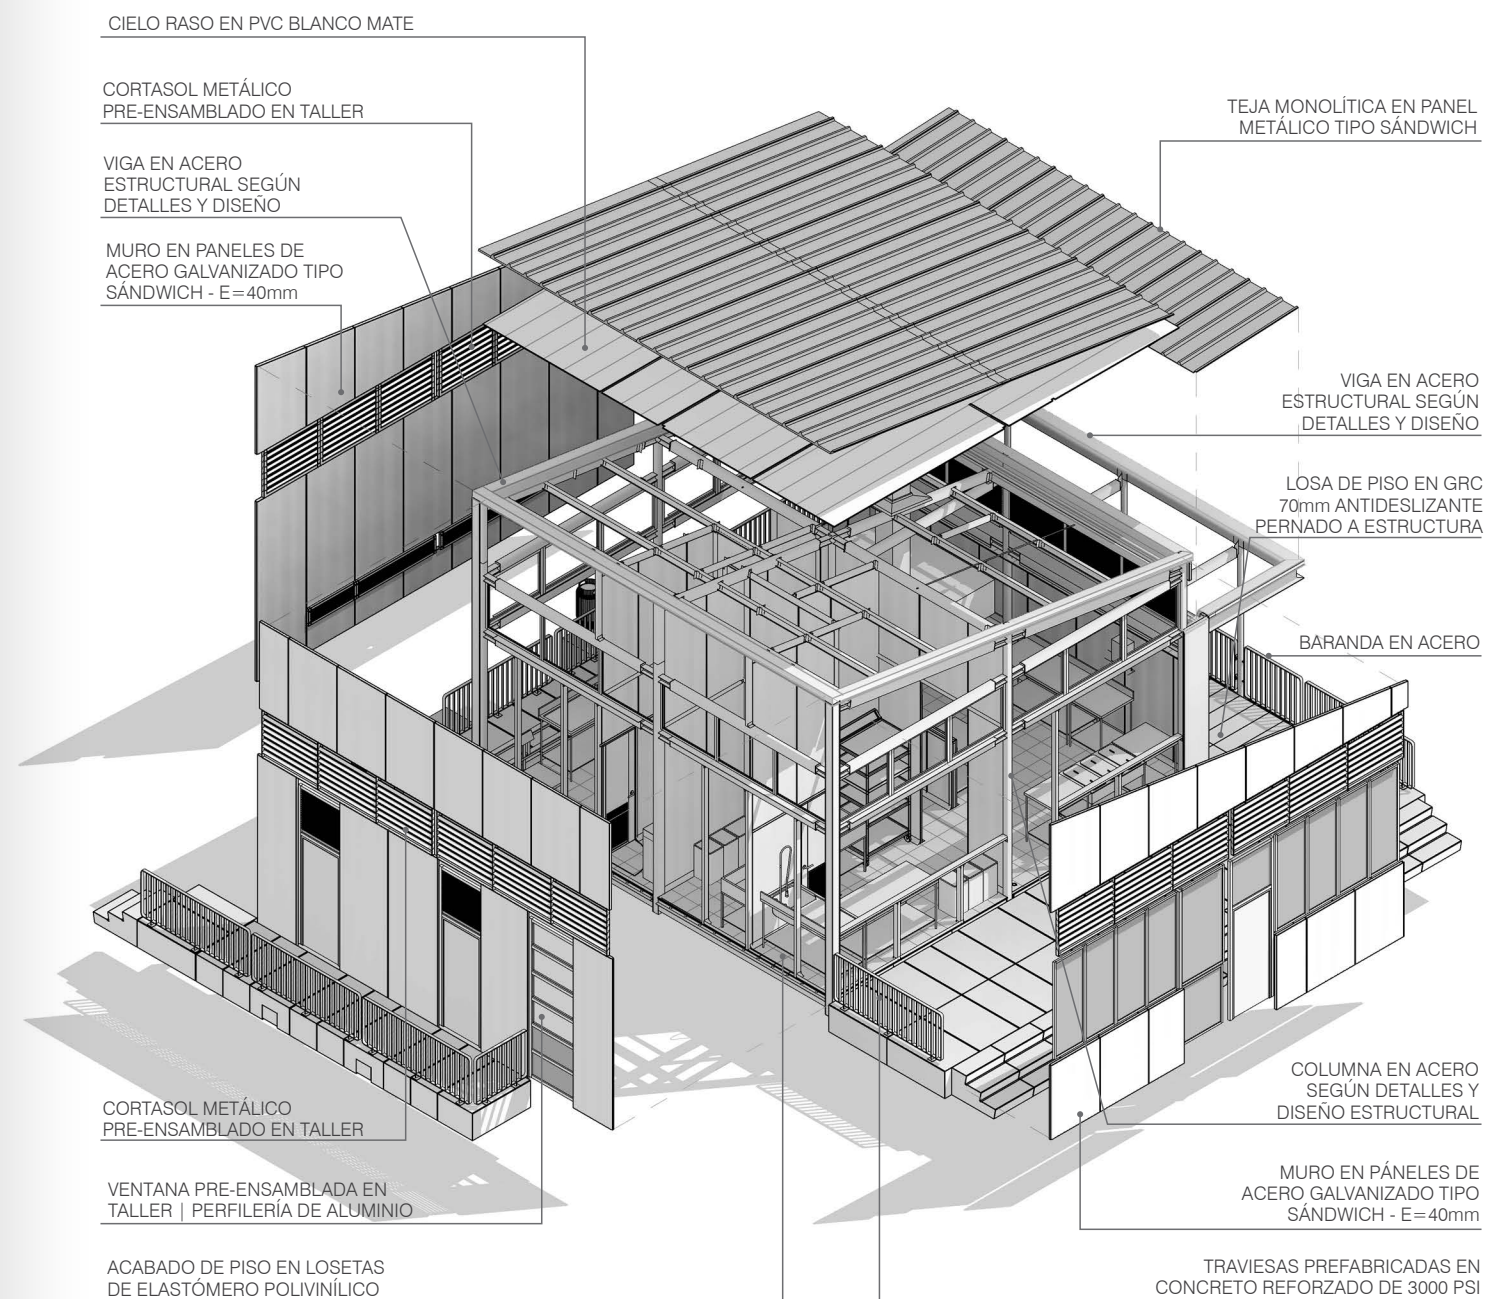 CIELO RASO EN PVC BLANCO MATE
CORTASOL METÁLICO
PRE-ENSAMBLADO EN TALLER
VIGA EN ACERO
ESTRUCTURAL SEGÚN
DETALLES Y DISEÑO
MURO EN PANELES DE
ACERO GALVANIZADO TIPO
SÁNDWICH - E=40mm
CORTASOL METÁLICO
PRE-ENSAMBLADO EN TALLER
VENTANA PRE-ENSAMBLADA EN
TALLER | PERFILERÍA DE ALUMINIO
ACABADO DE PISO EN LOSETAS
DE ELASTÓMERO POLIVINÍLICO
TEJA MONOLÍTICA EN PANEL
METÁLICO TIPO SÁNDWICH
VIGA EN ACERO
ESTRUCTURAL SEGÚN
DETALLES Y DISEÑO
LOSA DE PISO EN GRC
70mm ANTIDESLIZANTE
PERNADO A ESTRUCTURA
BARANDA EN ACERO
COLUMNA EN ACERO
SEGÚN DETALLES Y
DISEÑO ESTRUCTURAL
MURO EN PÁNELES DE
ACERO GALVANIZADO TIPO
SÁNDWICH - E=40mm
TRAVIESAS PREFABRICADAS EN
CONCRETO REFORZADO DE 3000 PSI